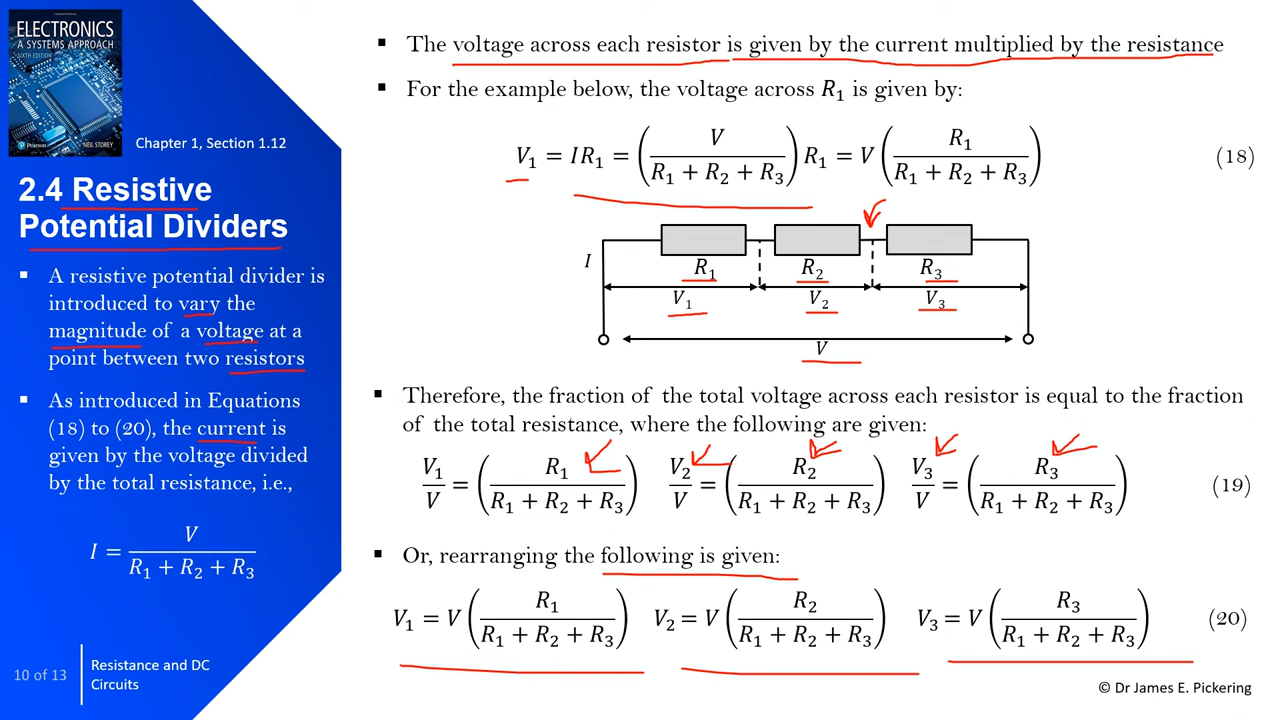 ELECTRONICS
A SYSTEMS APPROACH
SIXTH EDITION
Pearson
NEIL STOREY
Chapter 1, Section 1.12
2.4 Resistive
Potential Dividers
▪ A resistive potential divider is
introduced to vary the
magnitude of a voltage at a
point between two resistors
▪ As introduced in Equations
(18) to (20), the current is
given by the voltage divided
by the total resistance, i.e.,
I = V / (R₁ + R₂ + R₃)
10 of 13
Resistance and DC
Circuits
▪ The voltage across each resistor is given by the current multiplied by the resistance
▪ For the example below, the voltage across R₁ is given by:
V₁ = IR₁ = (V / (R₁ + R₂ + R₃)) R₁ = V (R₁ / (R₁ + R₂ + R₃)) (18)
I
R₁ R₂ R₃
V₁ V₂ V₃
V
▪ Therefore, the fraction of the total voltage across each resistor is equal to the fraction
of the total resistance, where the following are given:
V₁/V = (R₁ / (R₁ + R₂ + R₃)) V₂/V = (R₂ / (R₁ + R₂ + R₃)) V₃/V = (R₃ / (R₁ + R₂ + R₃)) (19)
▪ Or, rearranging the following is given:
V₁ = V (R₁ / (R₁ + R₂ + R₃)) V₂ = V (R₂ / (R₁ + R₂ + R₃)) V₃ = V (R₃ / (R₁ + R₂ + R₃)) (20)
© Dr James E. Pickering